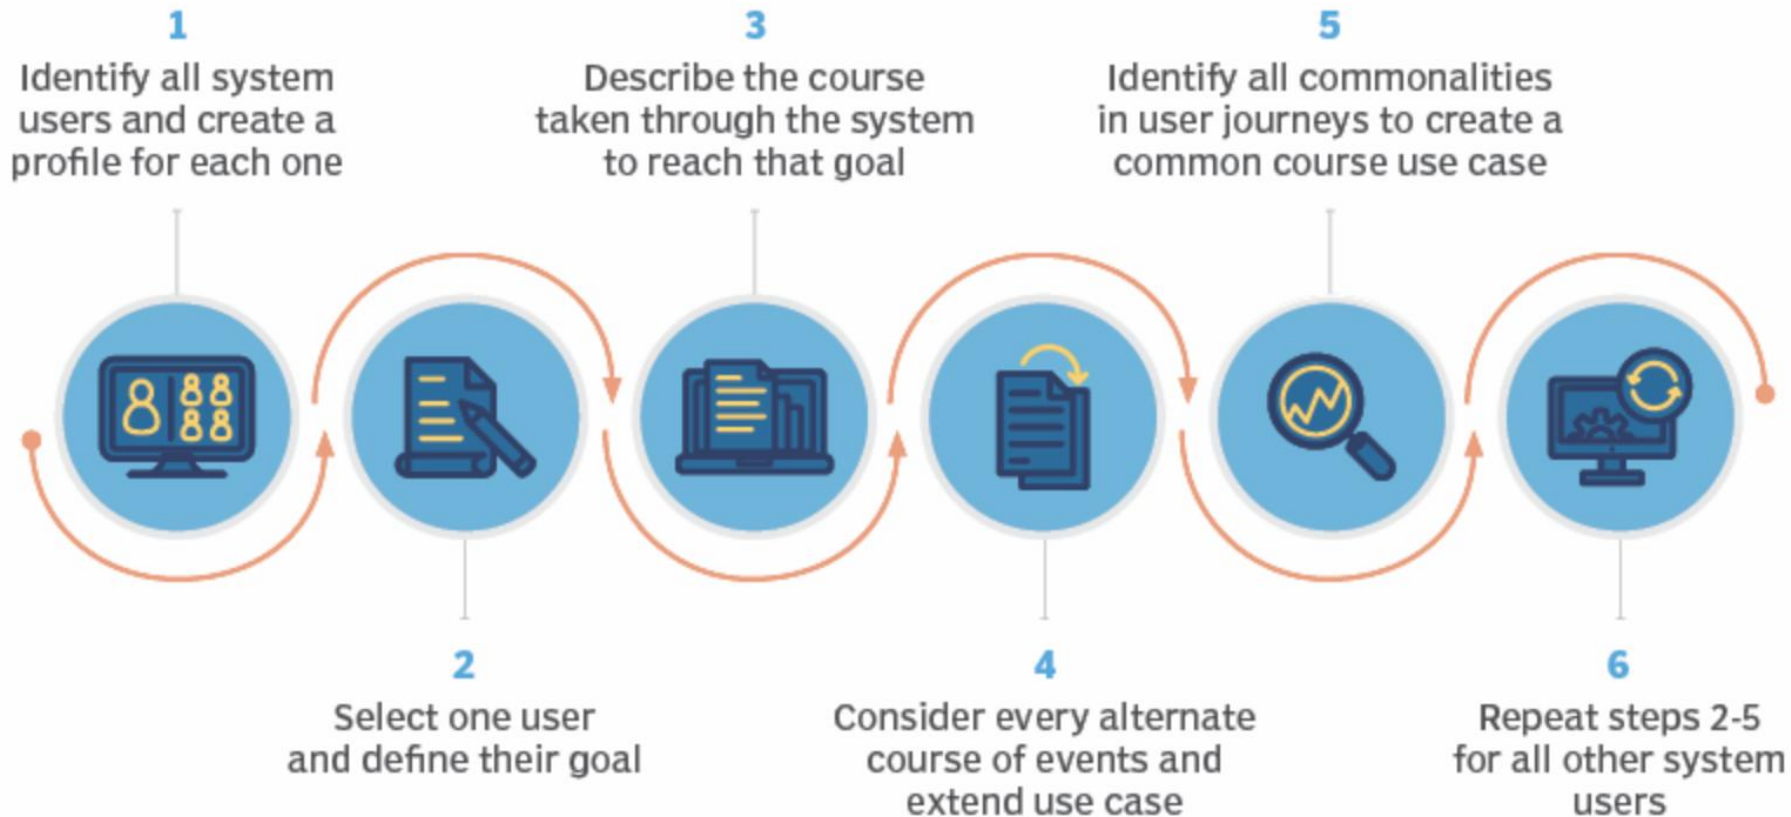 1
Identify all system
users and create a
profile for each one
2
Select one user
and define their goal
3
Describe the course
taken through the system
to reach that goal
4
Consider every alternate
course of events and
extend use case
5
Identify all commonalities
in user journeys to create a
common course use case
6
Repeat steps 2-5
for all other system
users